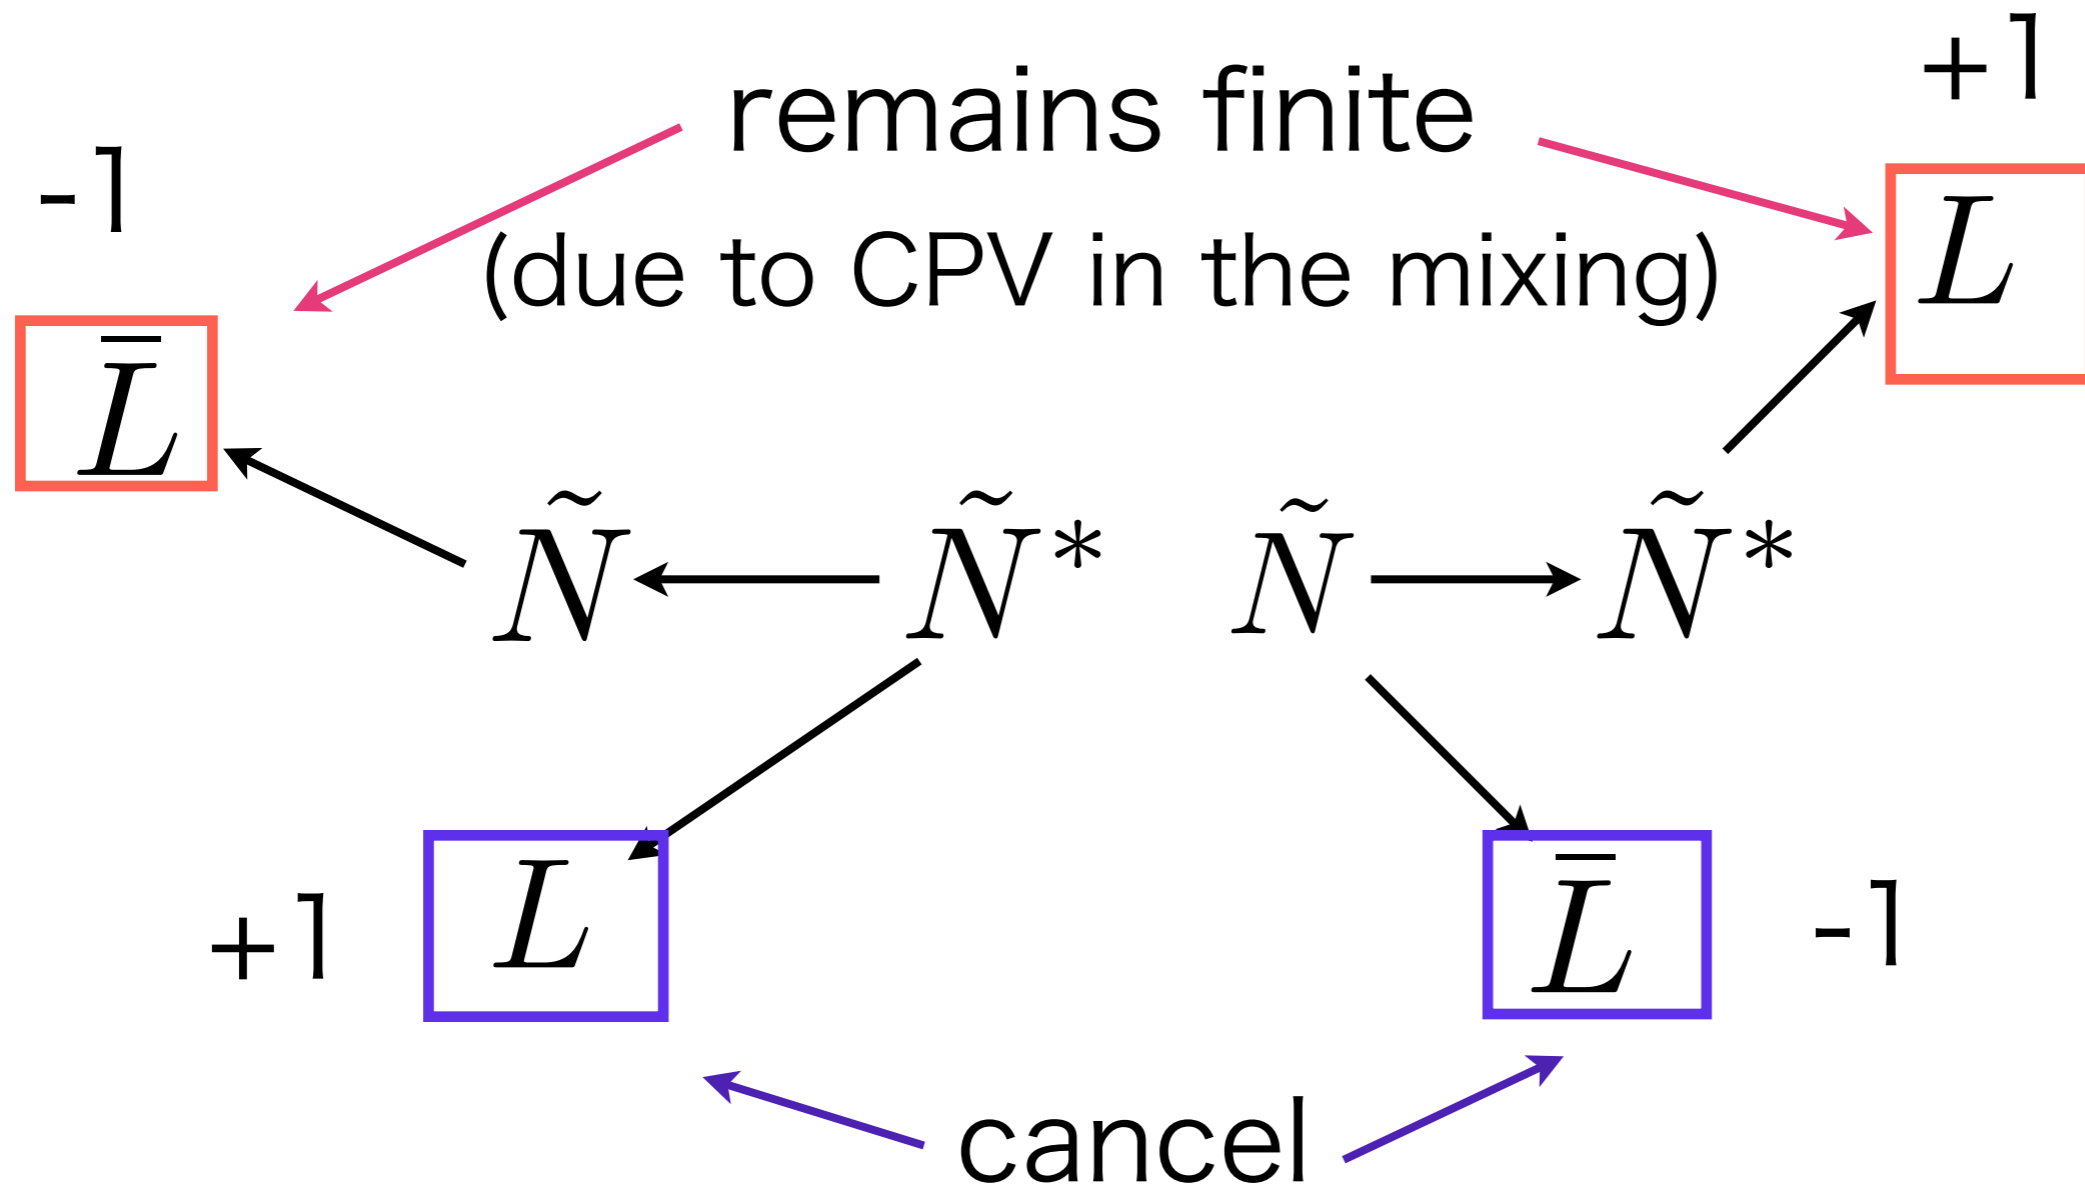 +1
remains finite
-1
L
(due to CPV in the mixing)
L̄
Ñ Ñ* Ñ Ñ*
+1 L L̄ -1
cancel